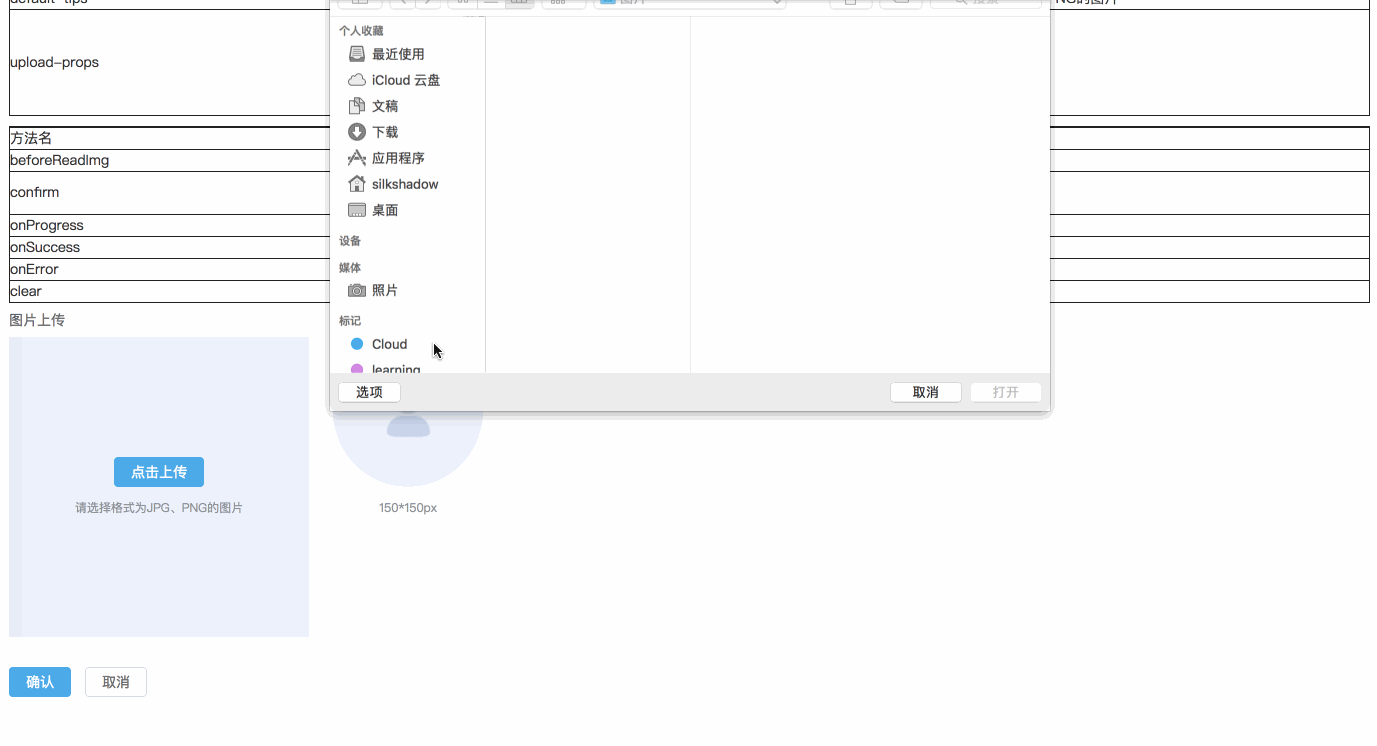 default-tips
NG的图片
upload-props
方法名
beforeReadImg
confirm
onProgress
onSuccess
onError
clear
图片上传
点击上传
请选择格式为JPG、PNG的图片
确认
取消
150*150px
图片
搜索
个人收藏
最近使用
iCloud 云盘
文稿
下载
应用程序
silkshadow
桌面
设备
媒体
照片
标记
Cloud
learning
选项
取消
打开